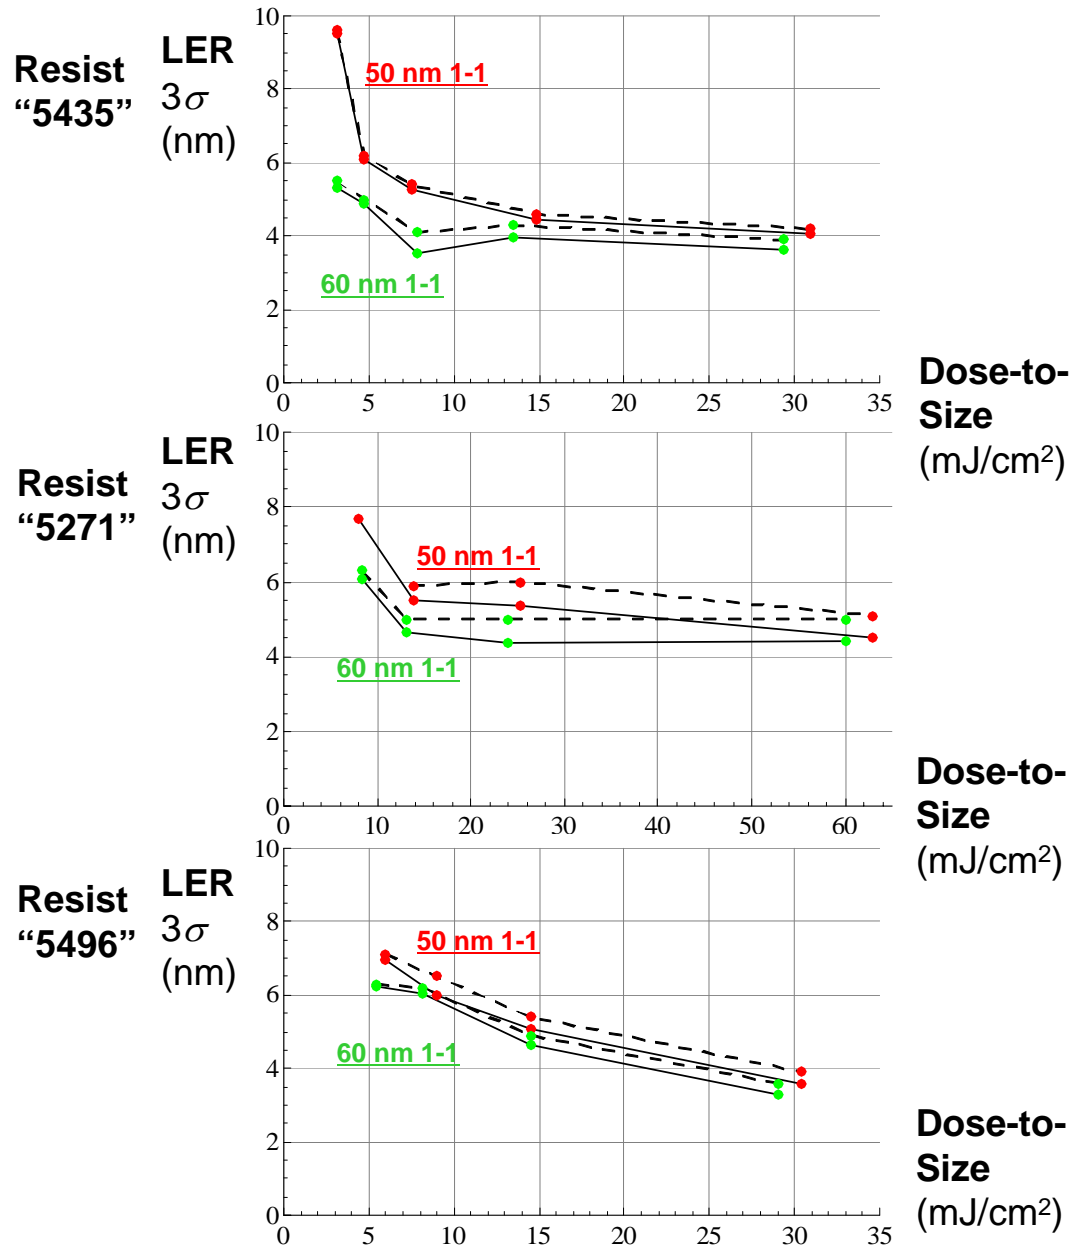 Resist
“5435”
LER
3σ
(nm)
10
8
6
4
2
0
50 nm 1-1
60 nm 1-1
0 5 10 15 20 25 30 35
Dose-to-
Size
(mJ/cm²)
Resist
“5271”
LER
3σ
(nm)
10
8
6
4
2
0
50 nm 1-1
60 nm 1-1
0 10 20 30 40 50 60
Dose-to-
Size
(mJ/cm²)
Resist
“5496”
LER
3σ
(nm)
10
8
6
4
2
0
50 nm 1-1
60 nm 1-1
0 5 10 15 20 25 30 35
Dose-to-
Size
(mJ/cm²)